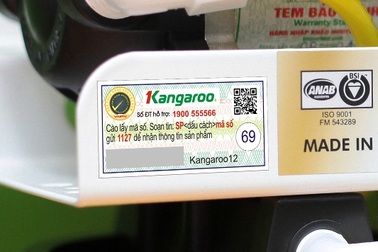 TEM BẢO
Warranty St
1Kangaroo
Số ĐT hỗ trợ: 1900 555566
Cào lấy mã số. Soạn tin: SP<dấu cách>mã số
gửi 1127 để nhận thông tin sản phẩm
69
Kangaroo12
ANAB
BSI
ISO 9001
FM 543289
MADE IN